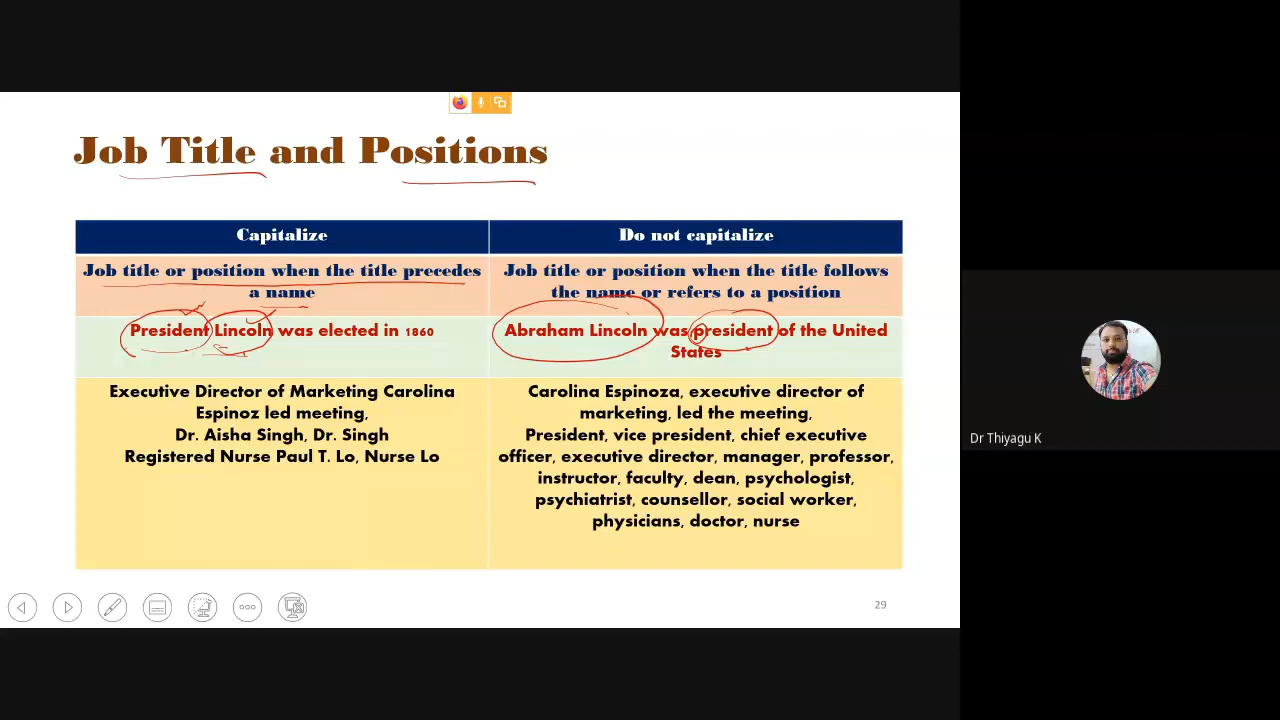 Job Title and Positions
Capitalize
Do not capitalize
Job title or position when the title precedes
a name
Job title or position when the title follows
the name or refers to a position
President Lincoln was elected in 1860
Abraham Lincoln was president of the United
States
Executive Director of Marketing Carolina
Espinoz led meeting,
Dr. Aisha Singh, Dr. Singh
Registered Nurse Paul T. Lo, Nurse Lo
Carolina Espinoza, executive director of
marketing, led the meeting,
President, vice president, chief executive
officer, executive director, manager, professor,
instructor, faculty, dean, psychologist,
psychiatrist, counsellor, social worker,
physicians, doctor, nurse
29
Dr Thiyagu K